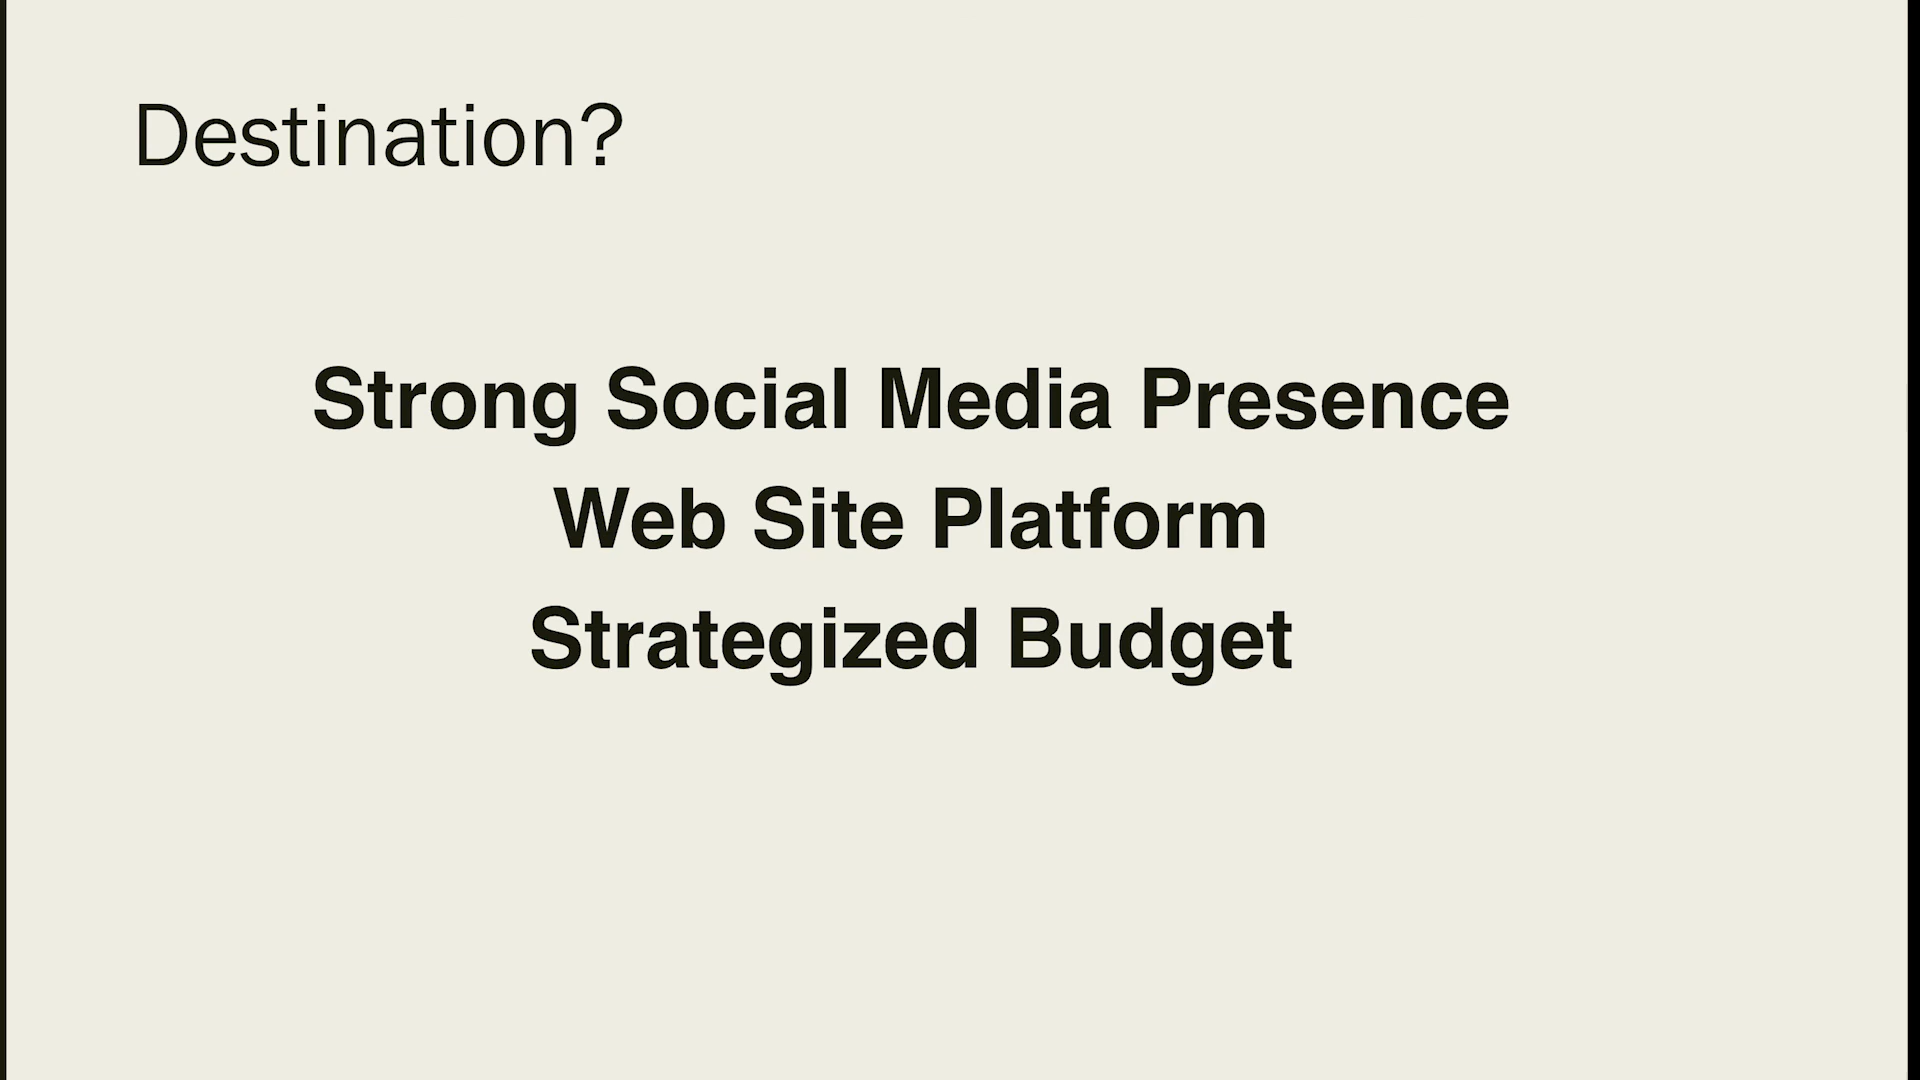 Destination?
Strong Social Media Presence
Web Site Platform
Strategized Budget